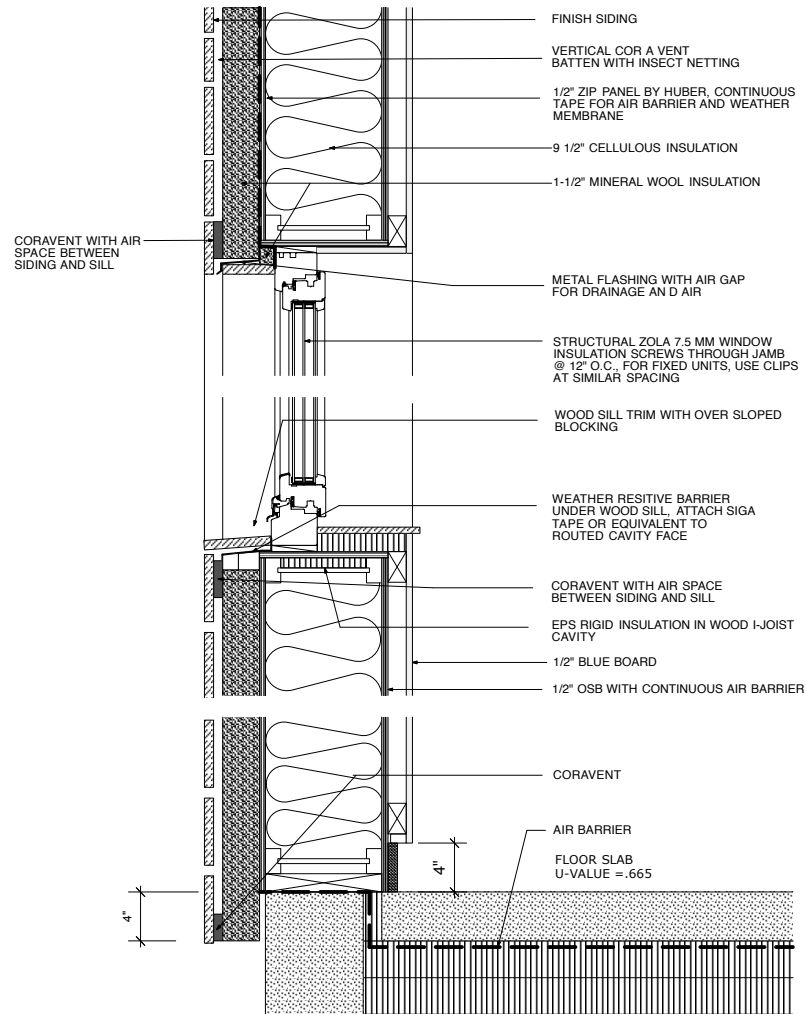 FINISH SIDING
VERTICAL COR A VENT
BATTEN WITH INSECT NETTING
1/2" ZIP PANEL BY HUBER, CONTINUOUS
TAPE FOR AIR BARRIER AND WEATHER
MEMBRANE
9 1/2" CELLULOUS INSULATION
1-1/2" MINERAL WOOL INSULATION
CORAVENT WITH AIR
SPACE BETWEEN
SIDING AND SILL
METAL FLASHING WITH AIR GAP
FOR DRAINAGE AN D AIR
STRUCTURAL ZOLA 7.5 MM WINDOW
INSULATION SCREWS THROUGH JAMB
@ 12" O.C., FOR FIXED UNITS, USE CLIPS
AT SIMILAR SPACING
WOOD SILL TRIM WITH OVER SLOPED
BLOCKING
WEATHER RESITIVE BARRIER
UNDER WOOD SILL, ATTACH SIGA
TAPE OR EQUIVALENT TO
ROUTED CAVITY FACE
CORAVENT WITH AIR SPACE
BETWEEN SIDING AND SILL
EPS RIGID INSULATION IN WOOD I-JOIST
CAVITY
1/2" BLUE BOARD
1/2" OSB WITH CONTINUOUS AIR BARRIER
CORAVENT
AIR BARRIER
FLOOR SLAB
U-VALUE =.665
4"
4"